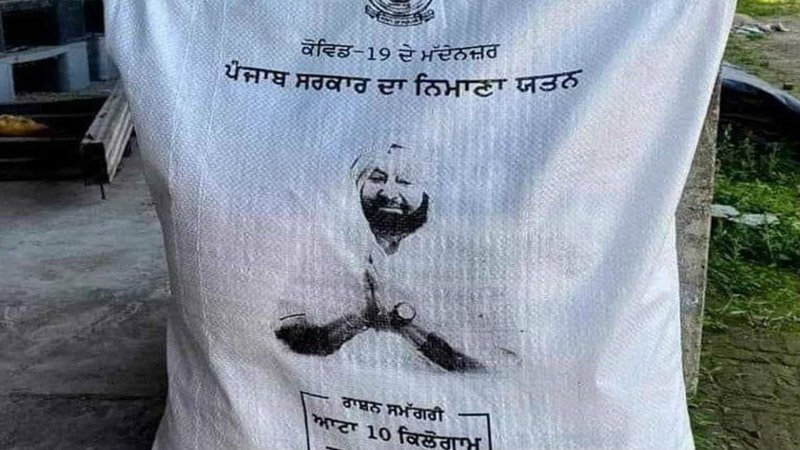 ਕੋਵਿਡ-19 ਦੇ ਮੱਦੇਨਜ਼ਰ
ਪੰਜਾਬ ਸਰਕਾਰ ਦਾ ਨਿਮਾਣਾ ਯਤਨ
ਰਾਸ਼ਨ ਸਮੱਗਰੀ
ਆਟਾ 10 ਕਿਲੋਗ੍ਰਾਮ